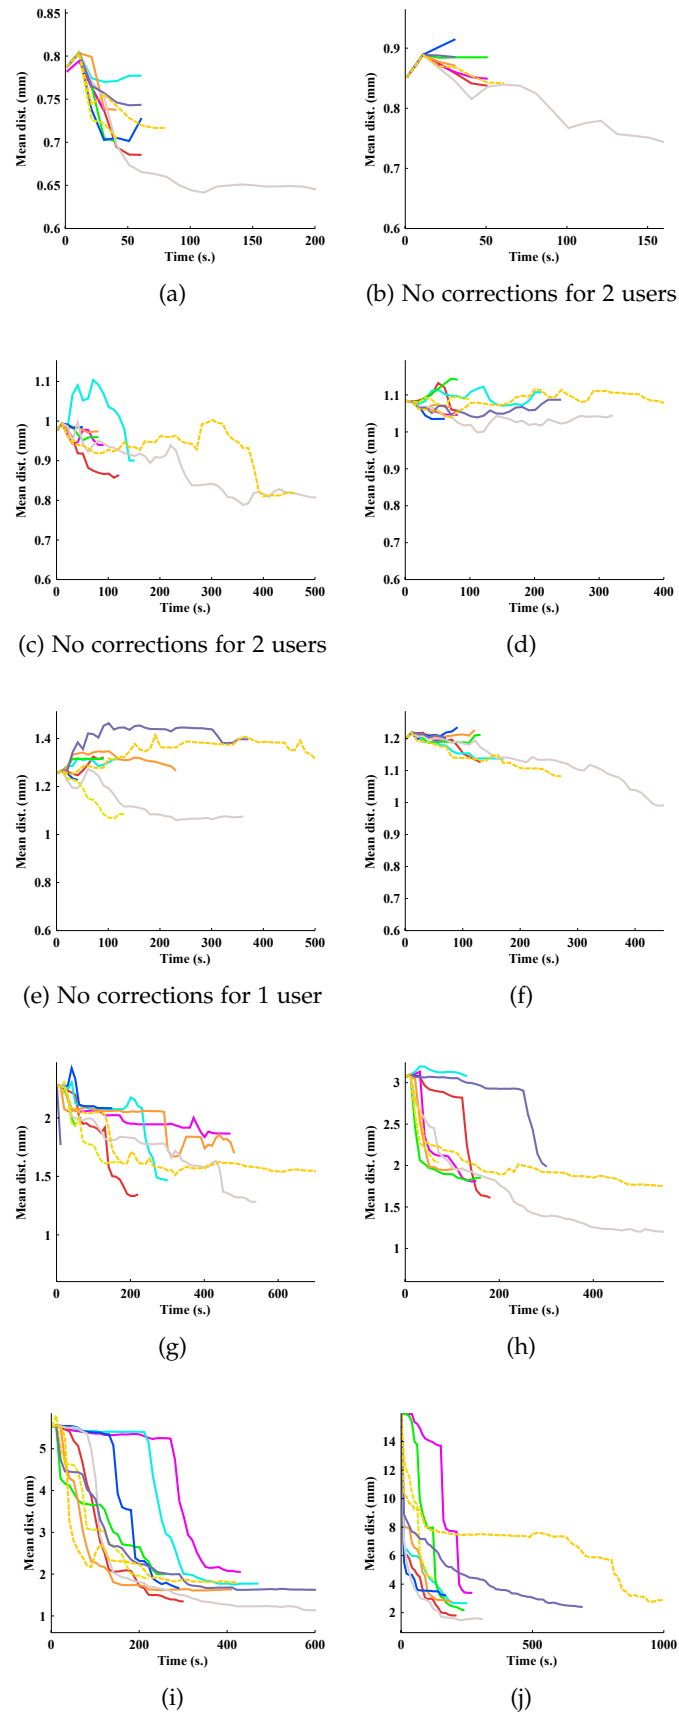 0.85
0.8
0.75
0.7
0.65
0.6
Mean dist. (mm)
0 50 100 150 200
Time (s.)
(a)
0.9
0.8
0.7
0.6
Mean dist. (mm)
0 50 100 150
Time (s.)
(b) No corrections for 2 users
1.1
1
0.9
0.8
0.7
0.6
Mean dist. (mm)
0 100 200 300 400 500
Time (s.)
(c) No corrections for 2 users
1.1
1
0.9
0.8
0.7
0.6
Mean dist. (mm)
0 100 200 300 400
Time (s.)
(d)
1.4
1.2
1
0.8
0.6
Mean dist. (mm)
0 100 200 300 400 500
Time (s.)
(e) No corrections for 1 user
1.2
1.1
1
0.9
0.8
0.7
0.6
Mean dist. (mm)
0 100 200 300 400
Time (s.)
(f)
2
1.5
1
Mean dist. (mm)
0 200 400 600
Time (s.)
(g)
3
2.5
2
1.5
1
Mean dist. (mm)
0 200 400
Time (s.)
(h)
5
4
3
2
1
Mean dist. (mm)
0 200 400 600
Time (s.)
(i)
14
12
10
8
6
4
2
Mean dist. (mm)
0 500 1000
Time (s.)
(j)